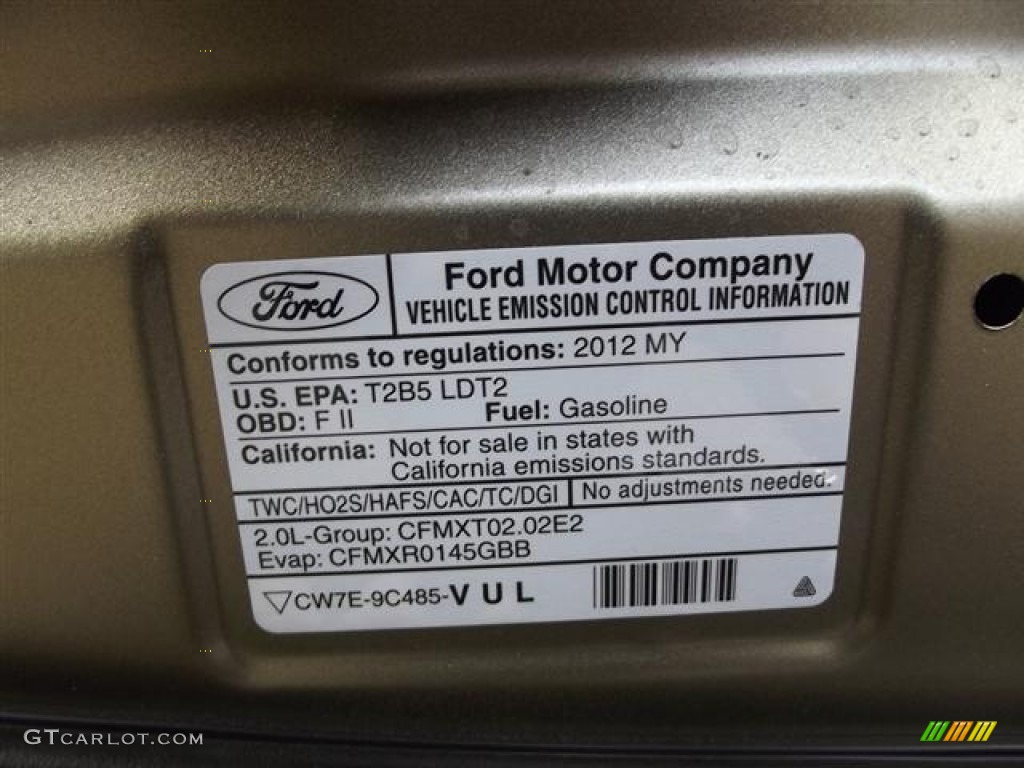 Ford
Ford Motor Company
VEHICLE EMISSION CONTROL INFORMATION
Conforms to regulations: 2012 MY
U.S. EPA: T2B5 LDT2
OBD: F II Fuel: Gasoline
California: Not for sale in states with
California emissions standards.
TWC/HO2S/HAFS/CAC/TC/DGI No adjustments needed.
2.0L-Group: CFMXT02.02E2
Evap: CFMXR0145GBB
CW7E-9C485-V U L
GTCARLOT.COM